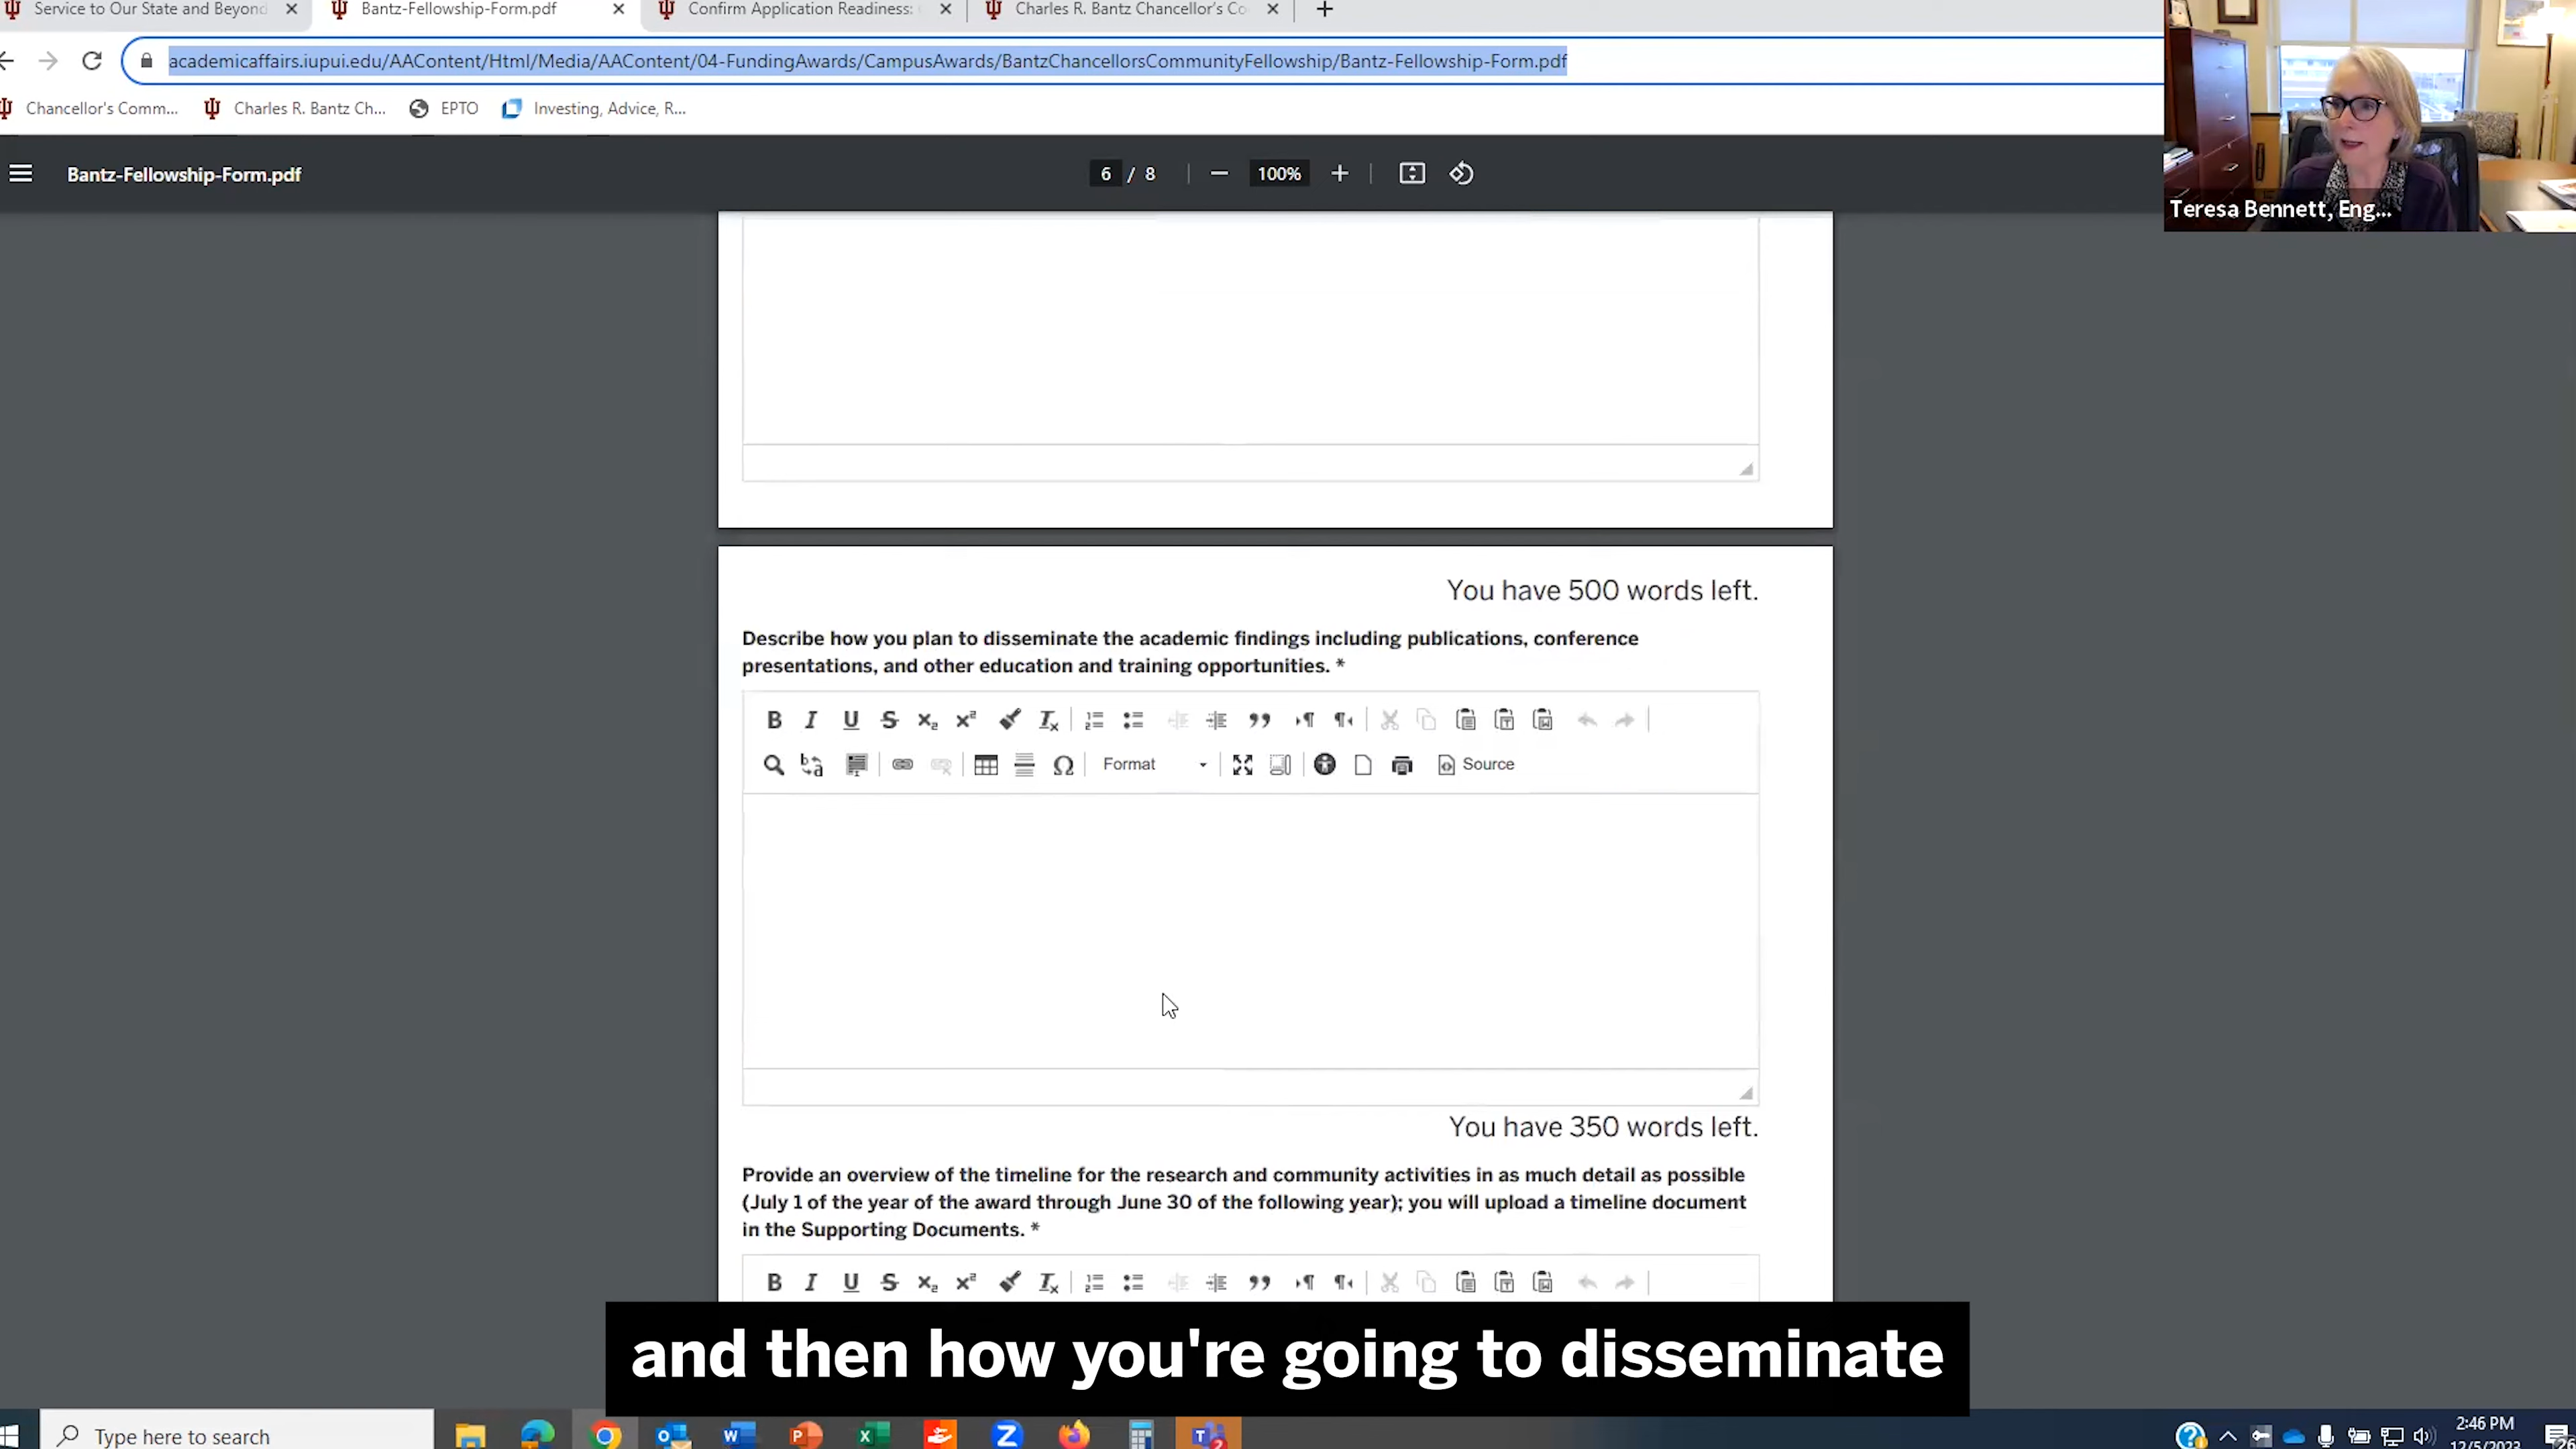 Service to Our State and Beyond
Bantz-Fellowship-Form.pdf
Confirm Application Readiness:
Charles R. Bantz Chancellor's Co
academicaffairs.iupui.edu/AAContent/Html/Media/AAContent/04-FundingAwards/CampusAwards/BantzChancellorsCommunityFellowship/Bantz-Fellowship-Form.pdf
Chancellor's Comm...
Charles R. Bantz Ch...
EPTO
Investing, Advice, R...
Bantz-Fellowship-Form.pdf
6 / 8
100%
Teresa Bennett, Eng...
You have 500 words left.
Describe how you plan to disseminate the academic findings including publications, conference
presentations, and other education and training opportunities. *
Format
Source
You have 350 words left.
Provide an overview of the timeline for the research and community activities in as much detail as possible
(July 1 of the year of the award through June 30 of the following year); you will upload a timeline document
in the Supporting Documents. *
and then how you're going to disseminate
Type here to search
2:46 PM
12/5/2023